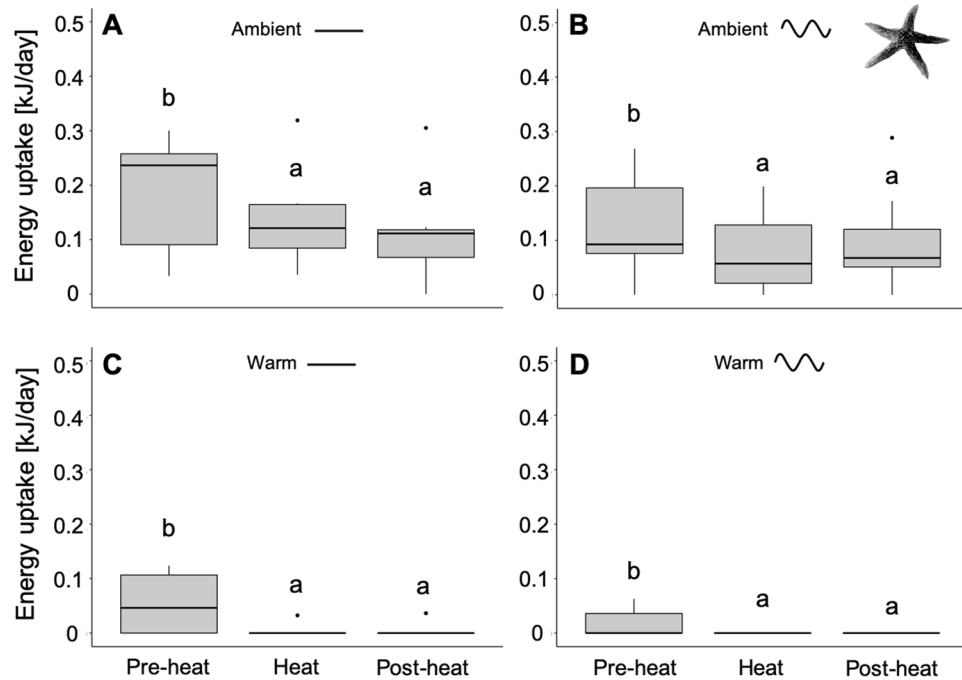 A
Ambient
Energy uptake [kJ/day]
0.5
0.4
0.3
0.2
0.1
0
b
a
a
B
Ambient
0.5
0.4
0.3
0.2
0.1
0
b
a
a
C
Warm
Energy uptake [kJ/day]
0.5
0.4
0.3
0.2
0.1
0
b
a
a
Pre-heat
Heat
Post-heat
D
Warm
0.5
0.4
0.3
0.2
0.1
0
b
a
a
Pre-heat
Heat
Post-heat